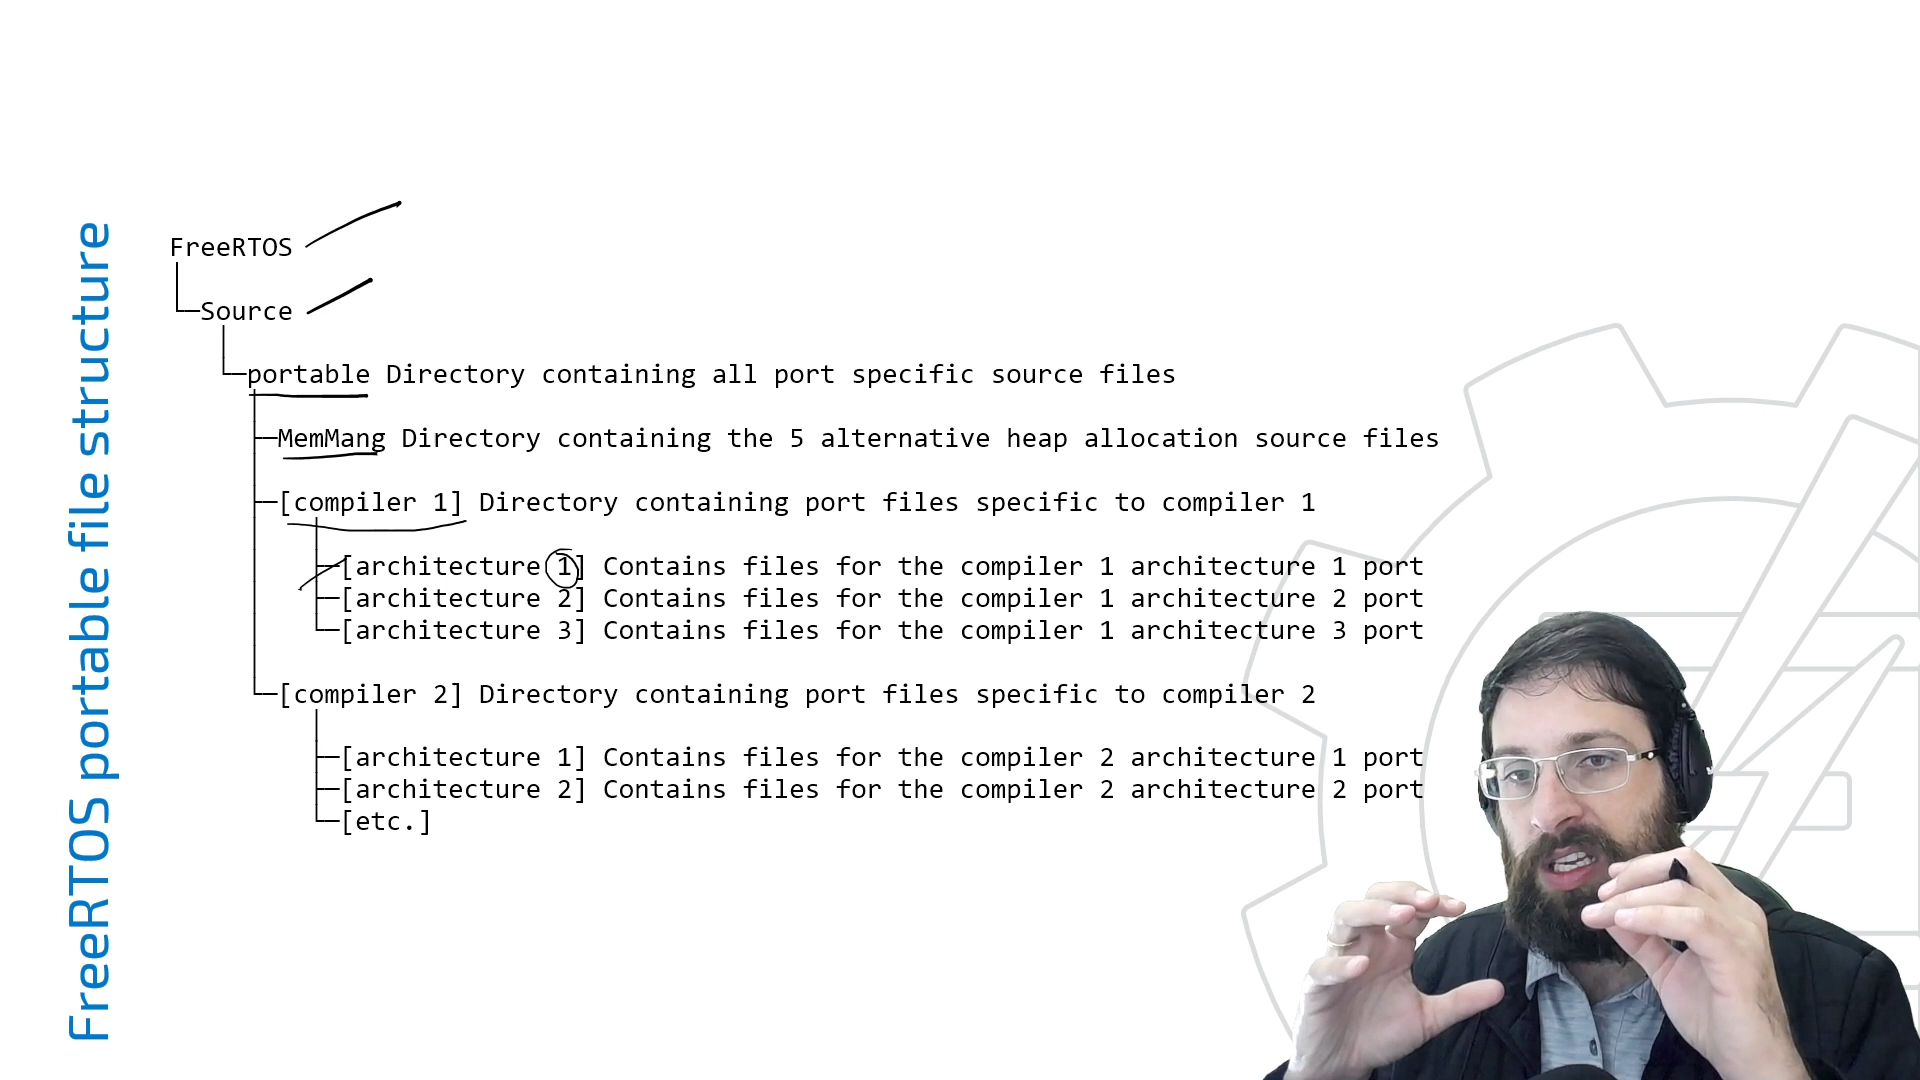 FreeRTOS portable file structure
FreeRTOS
Source
portable Directory containing all port specific source files
MemMang Directory containing the 5 alternative heap allocation source files
[compiler 1] Directory containing port files specific to compiler 1
[architecture 1] Contains files for the compiler 1 architecture 1 port
[architecture 2] Contains files for the compiler 1 architecture 2 port
[architecture 3] Contains files for the compiler 1 architecture 3 port
[compiler 2] Directory containing port files specific to compiler 2
[architecture 1] Contains files for the compiler 2 architecture 1 port
[architecture 2] Contains files for the compiler 2 architecture 2 port
[etc.]